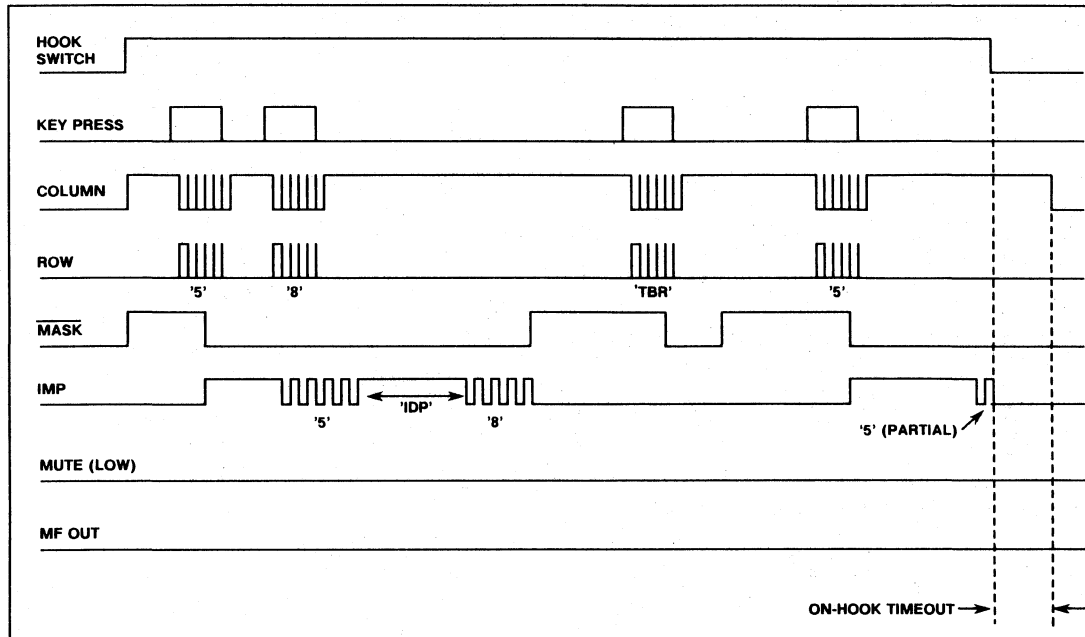 HOOK
SWITCH
KEY PRESS
COLUMN
ROW
'5' '8' 'TBR' '5'
MASK
IMP
'5' 'IDP' '8' '5' (PARTIAL)
MUTE (LOW)
MF OUT
ON-HOOK TIMEOUT